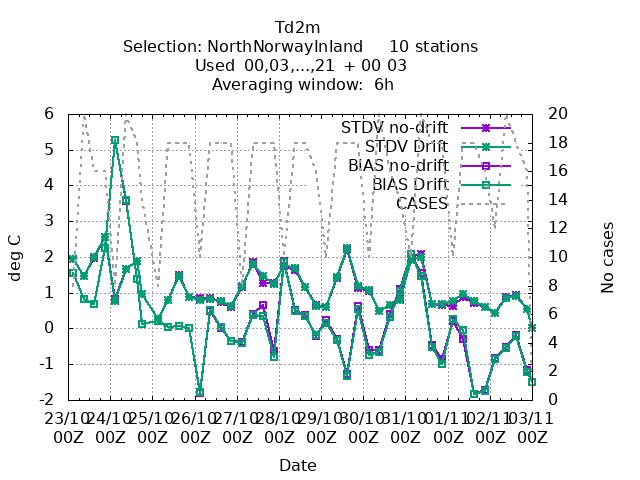 Td2m
Selection: NorthNorwayInland     10 stations
Used  00,03,...,21  + 00 03
Averaging window:  6h
STDV no-drift
STDV Drift
BIAS no-drift
BIAS Drift
CASES
6
5
4
3
2
1
0
-1
-2
20
18
16
14
12
10
8
6
4
2
0
deg C
No cases
23/10 24/10 25/10 26/10 27/10 28/10 29/10 30/10 31/10 01/11 02/11 03/11
00Z 00Z 00Z 00Z 00Z 00Z 00Z 00Z 00Z 00Z 00Z 00Z
Date